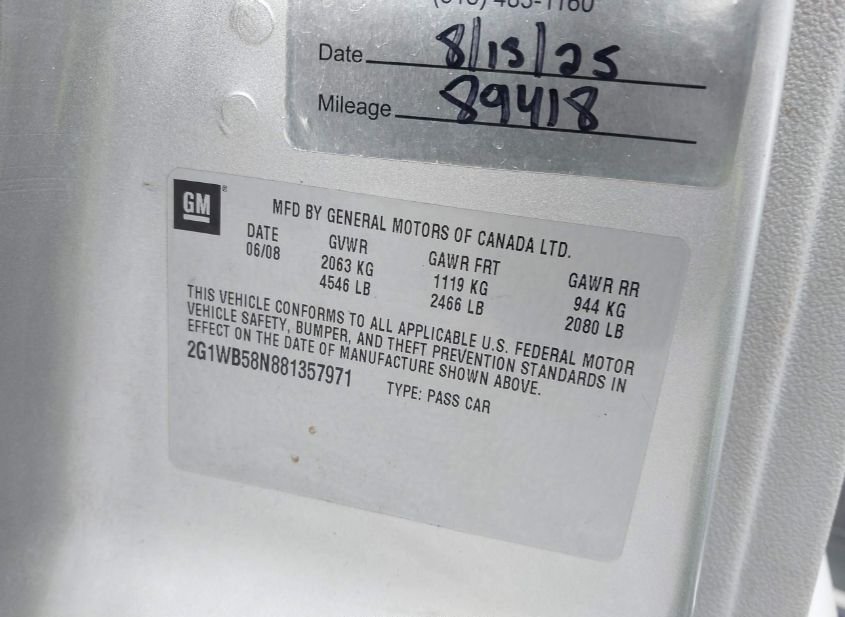 Date 8/15/25
Mileage 89418
GM ®
MFD BY GENERAL MOTORS OF CANADA LTD.
DATE GVWR GAWR FRT GAWR RR
06/08 2063 KG 1119 KG 944 KG
4546 LB 2466 LB 2080 LB
THIS VEHICLE CONFORMS TO ALL APPLICABLE U.S. FEDERAL MOTOR
VEHICLE SAFETY, BUMPER, AND THEFT PREVENTION STANDARDS IN
EFFECT ON THE DATE OF MANUFACTURE SHOWN ABOVE.
2G1WB58N881357971 TYPE: PASS CAR